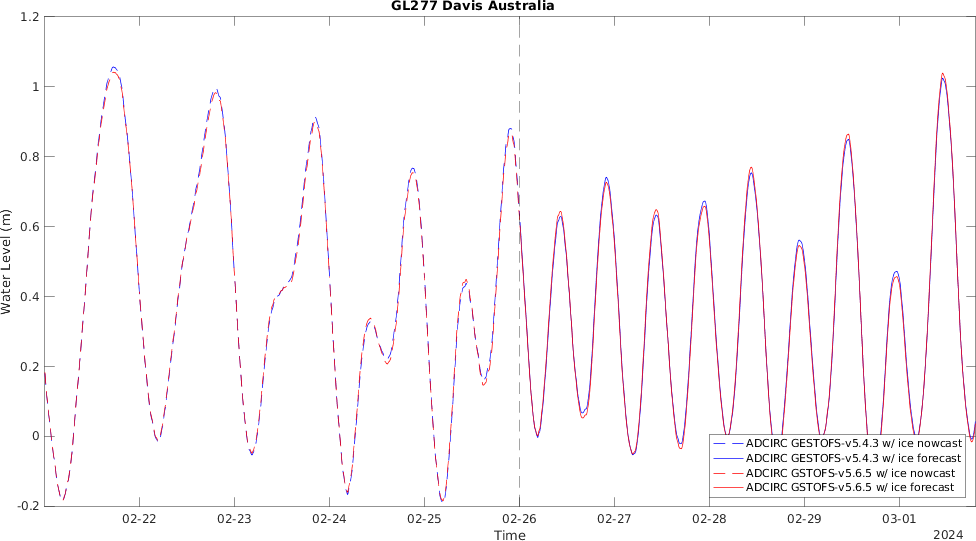 GL277 Davis Australia
1.2
1
0.8
0.6
0.4
0.2
0
-0.2
Water Level (m)
ADCIRC GESTOFS-v5.4.3 w/ ice nowcast
ADCIRC GESTOFS-v5.4.3 w/ ice forecast
ADCIRC GSTOFS-v5.6.5 w/ ice nowcast
ADCIRC GSTOFS-v5.6.5 w/ ice forecast
02-22 02-23 02-24 02-25 02-26 02-27 02-28 02-29 03-01
Time
2024